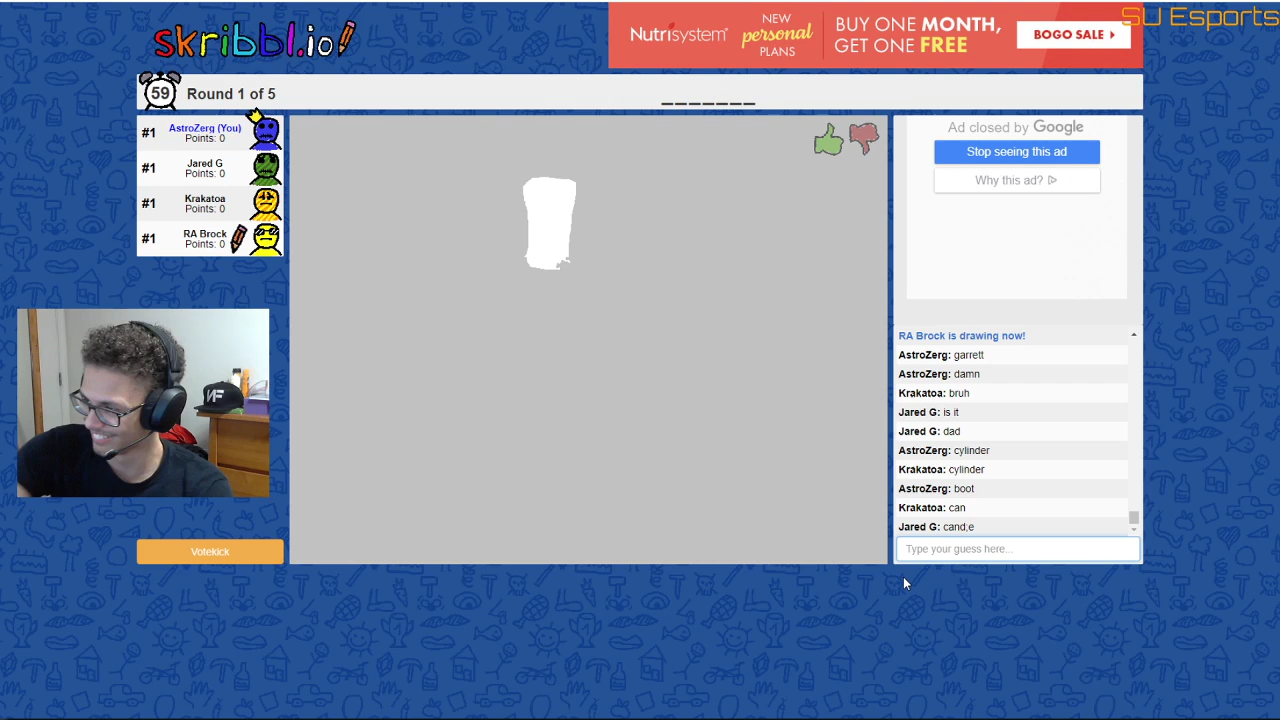 SU Esports
skribbl.io
Nutrisystem®
NEW
personal
PLANS
BUY ONE MONTH,
GET ONE FREE
BOGO SALE
59
Round 1 of 5
_______
#1
AstroZerg (You)
Points: 0
#1
Jared G
Points: 0
#1
Krakatoa
Points: 0
#1
RA Brock
Points: 0
NF
Votekick
Ad closed by Google
Stop seeing this ad
Why this ad?
RA Brock is drawing now!
AstroZerg: garrett
AstroZerg: damn
Krakatoa: bruh
Jared G: is it
Jared G: dad
AstroZerg: cylinder
Krakatoa: cylinder
AstroZerg: boot
Krakatoa: can
Jared G: cand;e
Type your guess here...